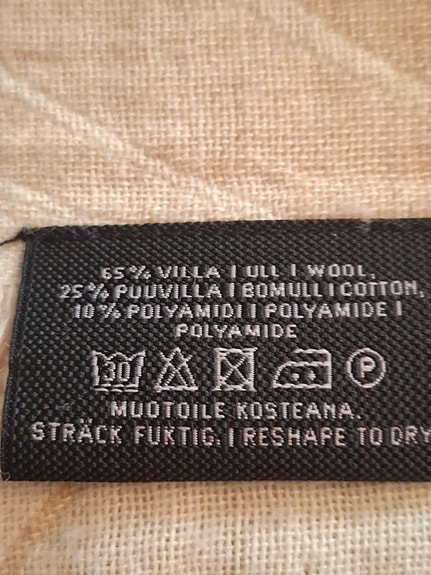 65% VILLA | ULL | WOOL,
25% PUUVILLA | BOMULL | COTTON,
10% POLYAMIDI | POLYAMIDE |
POLYAMIDE
30 P
MUOTOILE KOSTEANA.
STRÄCK FUKTIG. | RESHAPE TO DRY